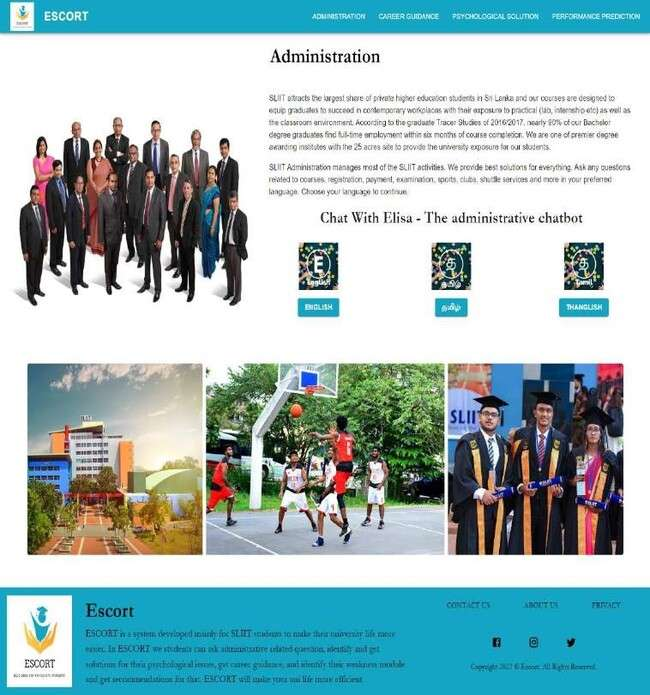 ESCORT
ADMINISTRATION CAREER GUIDANCE PSYCHOLOGICAL SOLUTION PERFORMANCE PREDICTION
Administration
SLIIT attracts the largest share of private higher education students in Sri Lanka and our courses are designed to
equip graduates to succeed in contemporary workplaces with their exposure to practical (lab, internship etc) as well as
the classroom environment. According to the graduate Tracer Studies of 2016/2017, nearly 90% of our Bachelor
degree graduates find full-time employment within six months of course completion. We are one of premier degree
awarding institutes with the 25 acres site to provide the university exposure for our students.
SLIIT Administration manages most of the SLIIT activities. We provide best solutions for everything. Ask any questions
related to courses, registration, payment, examination, sports, clubs, shuttle services and more in your preferred
language. Choose your language to continue.
Chat With Elisa - The administrative chatbot
E த த
English தமிழ் Tamil
ENGLISH தமிழ் THANGLISH
SLIIT
SLIIT
Escort
ESCORT is a system developed mainly for SLIIT students to make their university life more
easier. In ESCORT we students can ask administrative related question, identify and get
solutions for their psychological issues, get career guidance, and identify their weakness module
and get recommendations for that. ESCORT will make your uni life more efficient.
ESCORT
CONTACT US ABOUT US PRIVACY
Copyright 2021 © Escort. All Rights Reserved.